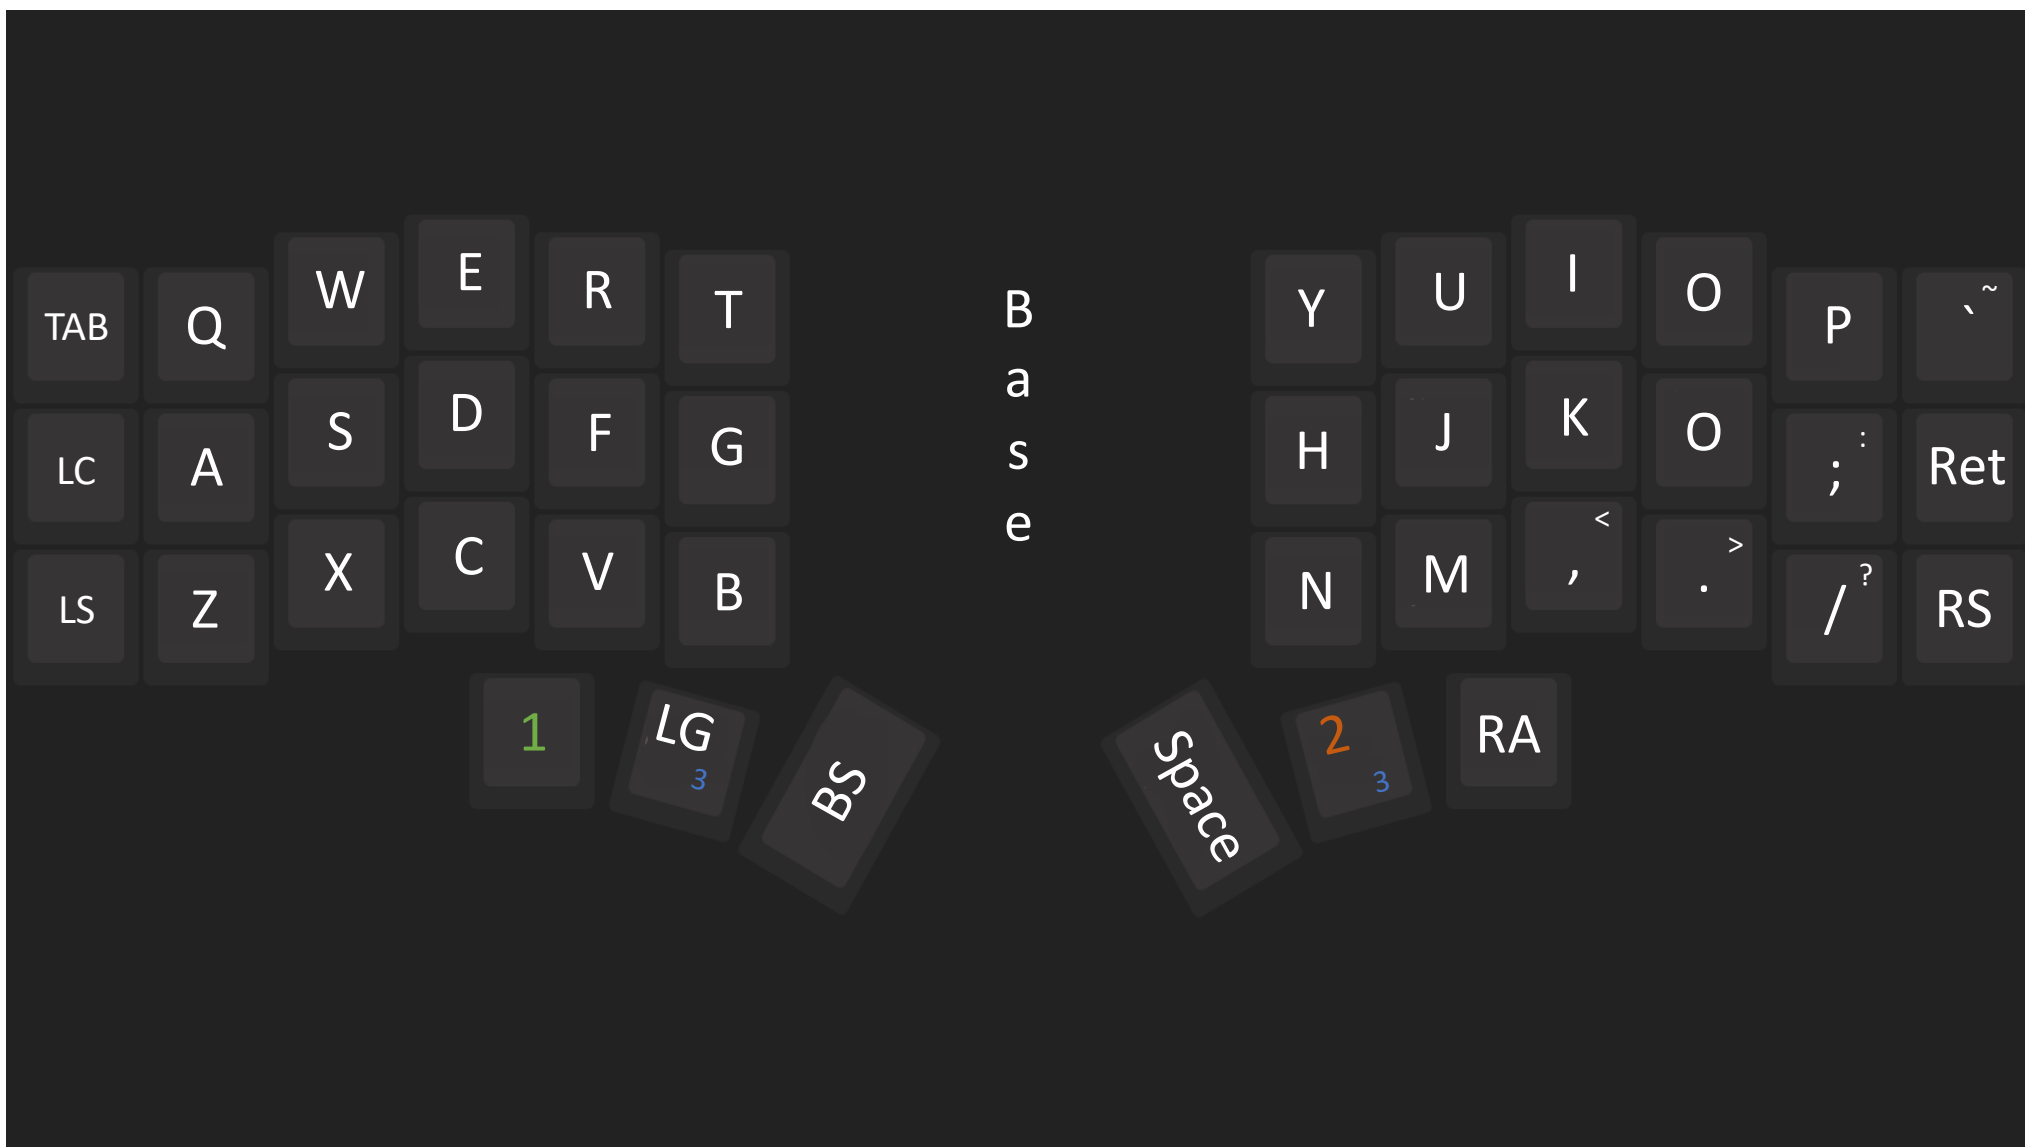 TAB Q W E R T
LC A S D F G
LS Z X C V B
1 LG 3 BS
B
a
s
e
Y U I O P ` ~
H J K O ; : Ret
N M , < . > / ? RS
Space 2 3 RA